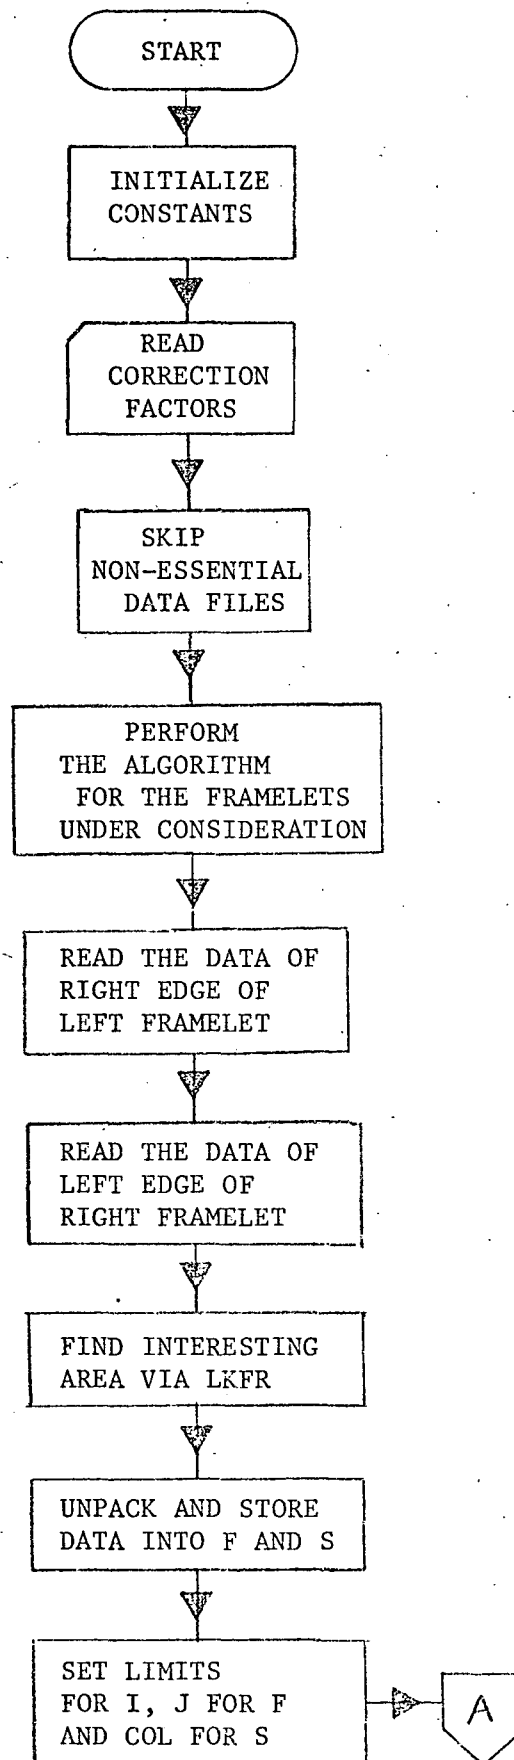 START
INITIALIZE
CONSTANTS
READ
CORRECTION
FACTORS
SKIP
NON-ESSENTIAL
DATA FILES
PERFORM
THE ALGORITHM
FOR THE FRAMELETS
UNDER CONSIDERATION
READ THE DATA OF
RIGHT EDGE OF
LEFT FRAMELET
READ THE DATA OF
LEFT EDGE OF
RIGHT FRAMELET
FIND INTERESTING
AREA VIA LKFR
UNPACK AND STORE
DATA INTO F AND S
SET LIMITS
FOR I, J FOR F
AND COL FOR S
A